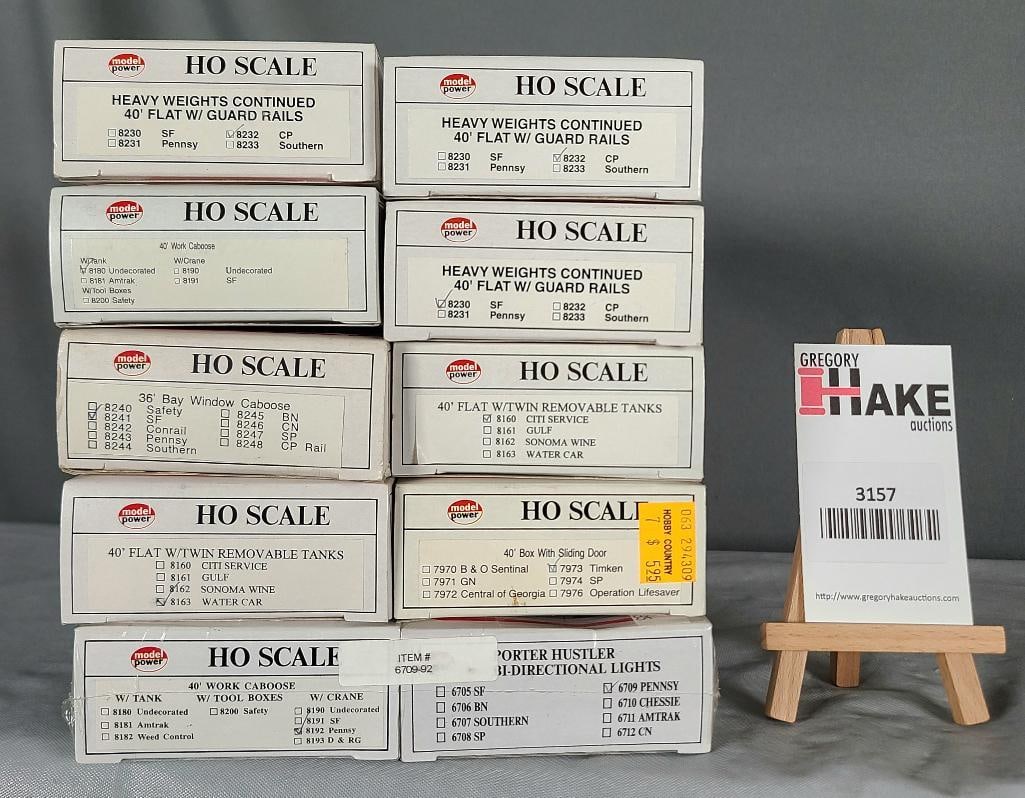 model power HO SCALE
HEAVY WEIGHTS CONTINUED
40' FLAT W/ GUARD RAILS
8230 SF 8232 CP
8231 Pennsy 8233 Southern
model power HO SCALE
HEAVY WEIGHTS CONTINUED
40' FLAT W/ GUARD RAILS
8230 SF 8232 CP
8231 Pennsy 8233 Southern
model power HO SCALE
40' Work Caboose
W/Tank W/Crane
8180 Undecorated 8190 Undecorated
8181 Amtrak 8191 SF
W/Tool Boxes
8200 Safety
model power HO SCALE
HEAVY WEIGHTS CONTINUED
40' FLAT W/ GUARD RAILS
8230 SF 8232 CP
8231 Pennsy 8233 Southern
model power HO SCALE
36' Bay Window Caboose
8240 Safety 8245 BN
8241 SF 8246 CN
8242 Conrail 8247 SP
8243 Pennsy 8248 CP Rail
8244 Southern
model power HO SCALE
40' FLAT W/TWIN REMOVABLE TANKS
8160 CITI SERVICE
8161 GULF
8162 SONOMA WINE
8163 WATER CAR
model power HO SCALE
40' FLAT W/TWIN REMOVABLE TANKS
8160 CITI SERVICE
8161 GULF
8162 SONOMA WINE
8163 WATER CAR
model power HO SCAL
40' Box With Sliding Door
7970 B & O Sentinal 7973 Timken
7971 GN 7974 SP
7972 Central of Georgia 7976 Operation Lifesaver
063 294309
HOBBY COUNTRY
7 $ 595
model power HO SCALE
40' WORK CABOOSE
W/ TANK W/ TOOL BOXES W/ CRANE
8180 Undecorated 8200 Safety 8190 Undecorated
8181 Amtrak 8191 SF
8182 Weed Control 8192 Pennsy
8193 D & RG
ITEM #
6709-92
PORTER HUSTLER
BI-DIRECTIONAL LIGHTS
6705 SF 6709 PENNSY
6706 BN 6710 CHESSIE
6707 SOUTHERN 6711 AMTRAK
6708 SP 6712 CN
GREGORY
HAKE
auctions
3157
http://www.gregoryhakeauctions.com